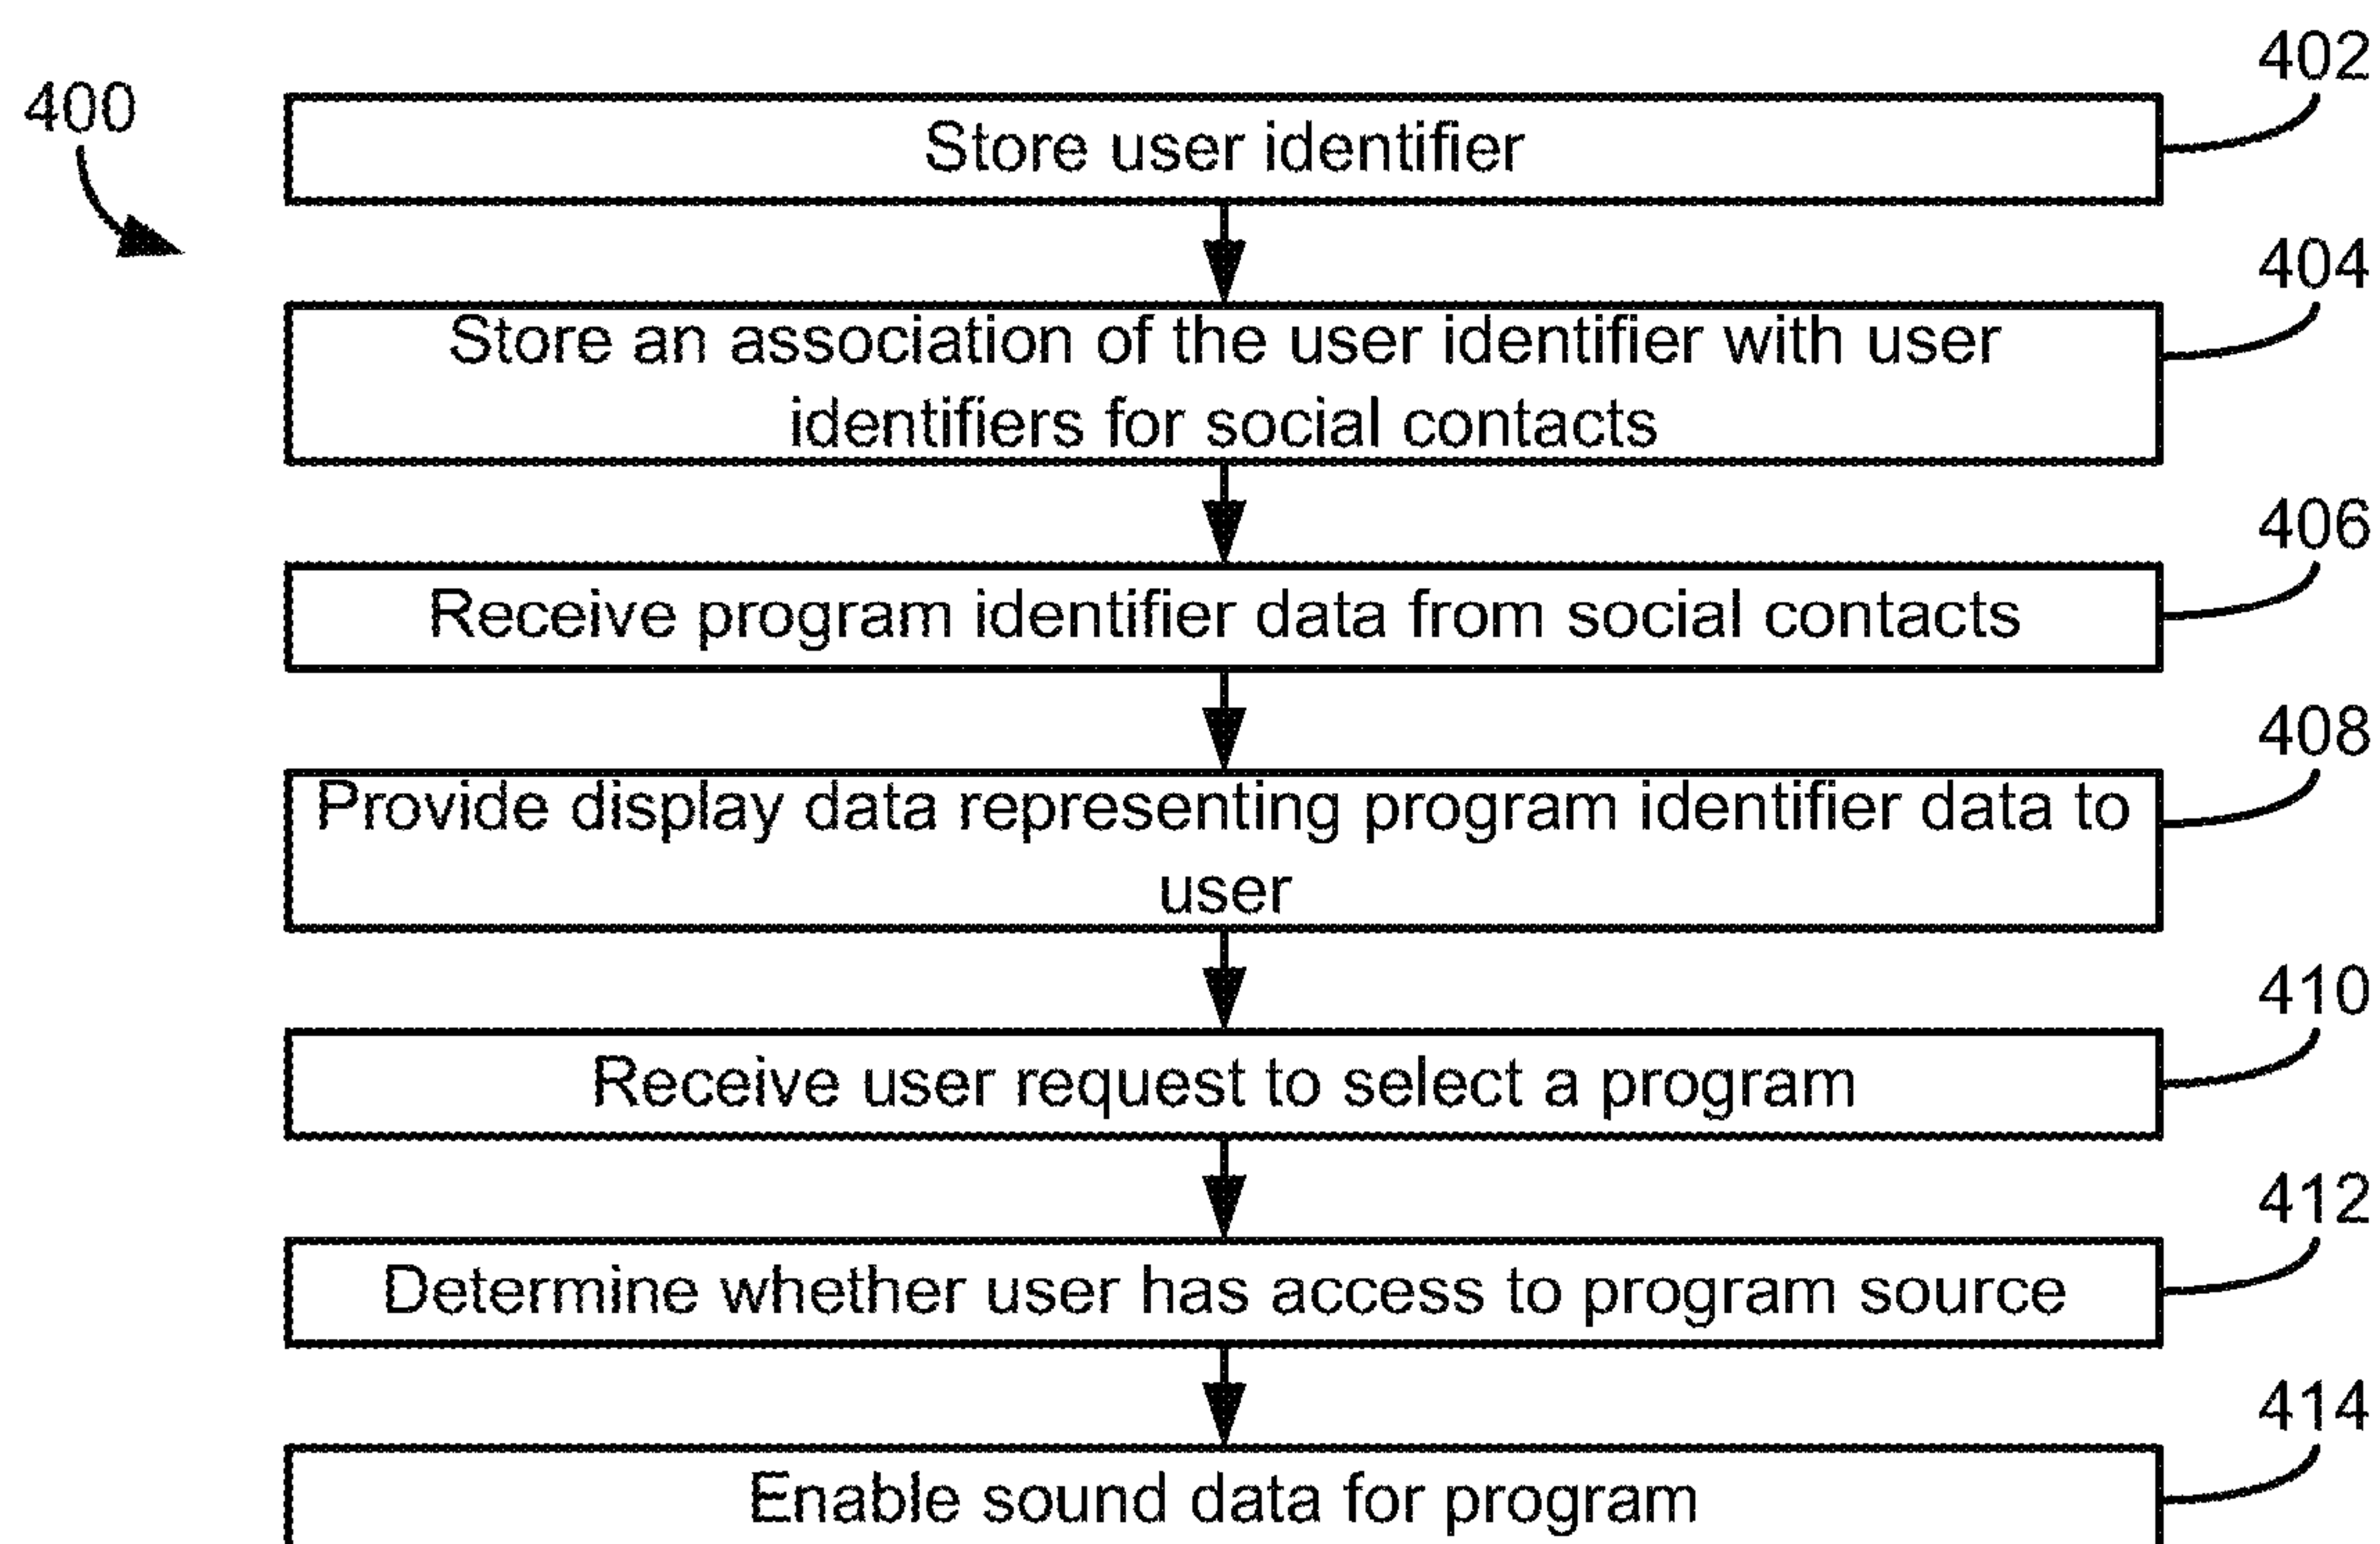 402
400
Store user identifier
404
Store an association of the user identifier with user
identifiers for social contacts
406
Receive program identifier data from social contacts
408
Provide display data representing program identifier data to
user
410
Receive user request to select a program
412
Determine whether user has access to program source
414
Enable sound data for program